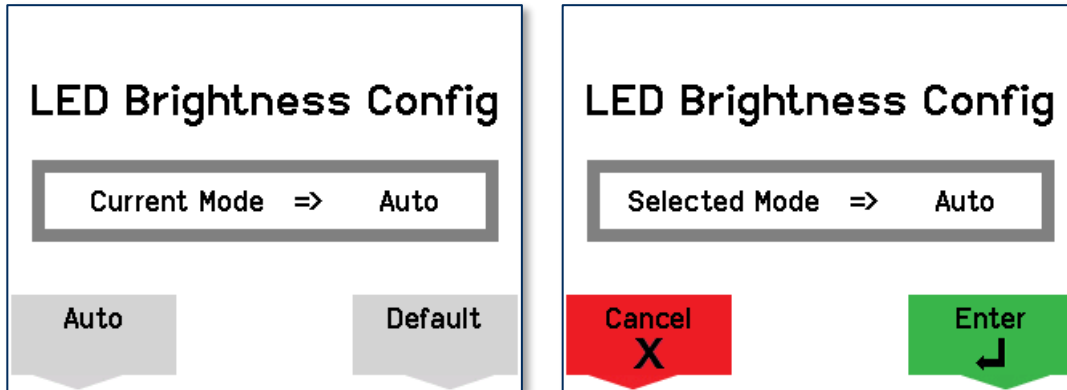 LED Brightness Config
Current Mode => Auto
Auto
Default
LED Brightness Config
Selected Mode => Auto
Cancel
X
Enter